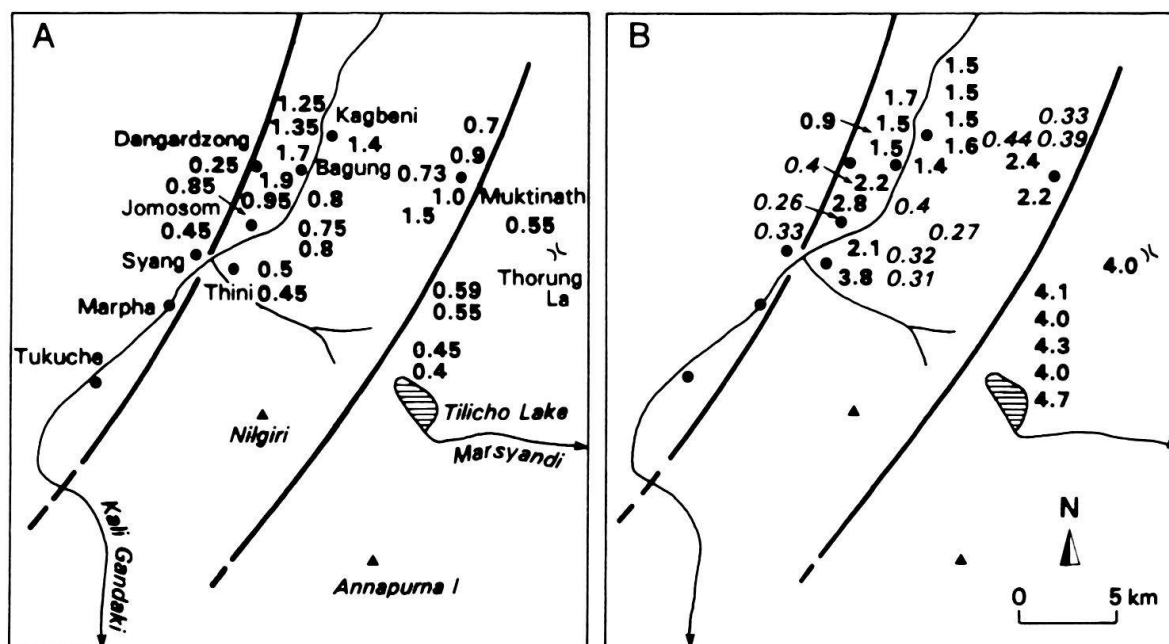 A
1.25
1.35
Kagbeni
Dangardzong
1.7
1.4
0.7
0.25
Bagung
0.9
0.85
1.9
0.73
Jomosom
0.95
0.8
1.0
Muktinath
0.45
0.75
1.5
0.55
Syang
0.8
0.5
Thorung
La
Marpha
Thini
0.45
0.59
0.55
Tukuche
0.45
0.4
Tilicho Lake
Nilgiri
Marsyandi
Kali Gandaki
Annapurna I
B
1.5
1.7
1.5
0.33
0.9
1.5
1.5
0.44 0.39
1.5
1.6
2.4
0.4
1.4
2.2
2.2
0.26
2.8
0.4
0.33
0.27
2.1
0.32
4.0
3.8
0.31
4.1
4.0
4.3
4.0
4.7
N
0
5 km